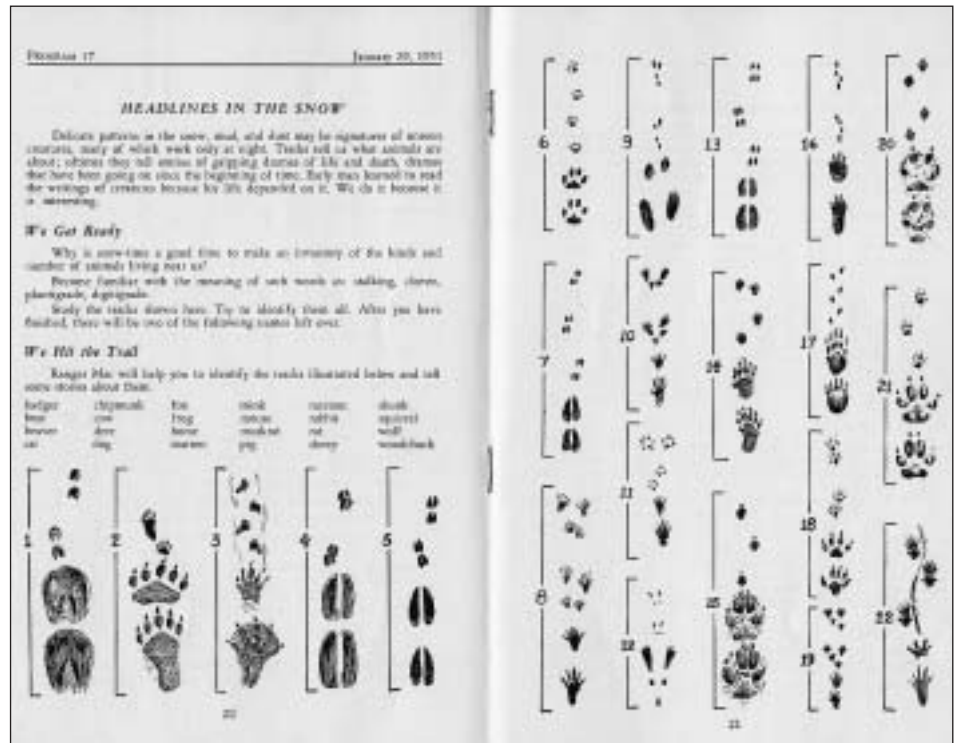 PROGRAM 17 January 29, 1951
HEADLINES IN THE SNOW
Delicate patterns in the snow, mud, and dust may be signatures of unseen
creatures, many of which work only at night. Tracks tell us what animals are
about; oftimes they tell stories of gripping dramas of life and death, dramas
that have been going on since the beginning of time. Early man learned to read
the writings of creatures because his life depended on it. We do it because it
is interesting.
We Get Ready
Why is snow-time a good time to make an inventory of the kinds and
number of animals living near us?
Become familiar with the meaning of such words as: stalking, cloven,
plantigrade, digitigrade.
Study the tracks shown here. Try to identify them all. After you have
finished, there will be two of the following names left over.
We Hit the Trail
Ranger Mac will help you to identify the tracks illustrated below and tell
some stories about them.
badger chipmunk fox mink raccoon skunk
bear cow frog mouse rabbit squirrel
beaver deer horse muskrat rat wolf
cat dog marten pig sheep woodchuck
1 2 3 4 5
6 9 13 16 20
7 10 17 21
8 11 18
12 15 19 22